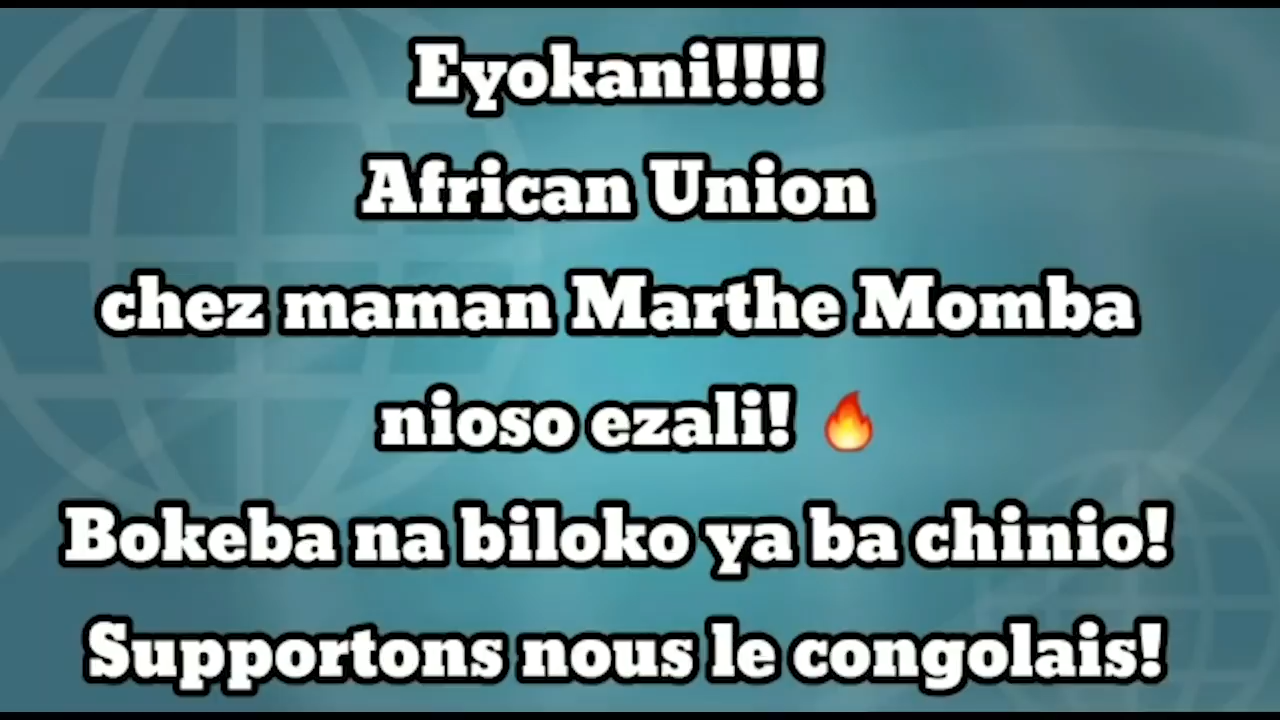 Eyokani!!!!
African Union
chez maman Marthe Momba
nioso ezali! 🔥
Bokeba na biloko ya ba chinio!
Supportons nous le congolais!